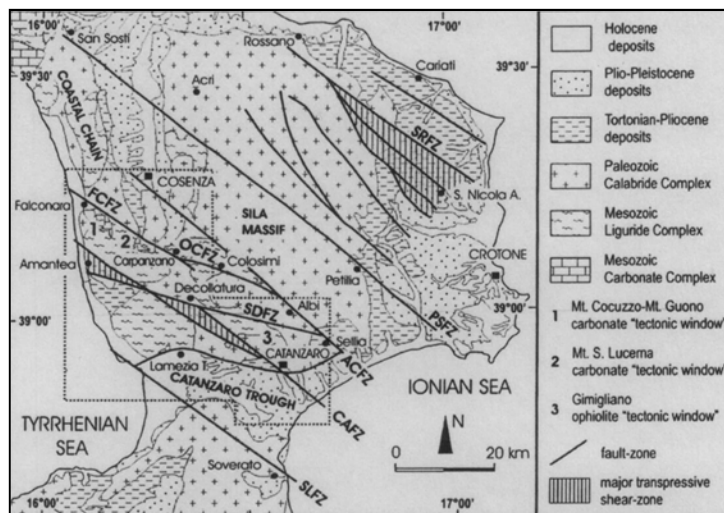 16°00'
17°00'
San Sosti
Rossano
Cariati
39°30'
39°30'
Acri
COASTAL CHAIN
SRFZ
COSENZA
S. Nicola A.
FCFZ
SILA
MASSIF
Falconara
1
2
OCFZ
Carpanzano
Colosimi
CROTONE
Amantea
Petilia
Decollatura
Albi
39°00'
39°00'
SDFZ
PSFZ
3
Sellia
CATANZARO
ACFZ
Lamezia T.
CATANZARO TROUGH
IONIAN SEA
CAFZ
TYRRHENIAN
SEA
N
0
20 km
Soverato
SLFZ
16°00'
17°00'
Holocene
deposits
Plio-Pleistocene
deposits
Tortonian-Pliocene
deposits
Paleozoic
Calabride Complex
Mesozoic
Liguride Complex
Mesozoic
Carbonate Complex
1 Mt. Cocuzzo-Mt. Guono
carbonate "tectonic window"
2 Mt. S. Lucerna
carbonate "tectonic window"
3 Gimigliano
ophiolite "tectonic window"
fault-zone
major transpressive
shear-zone